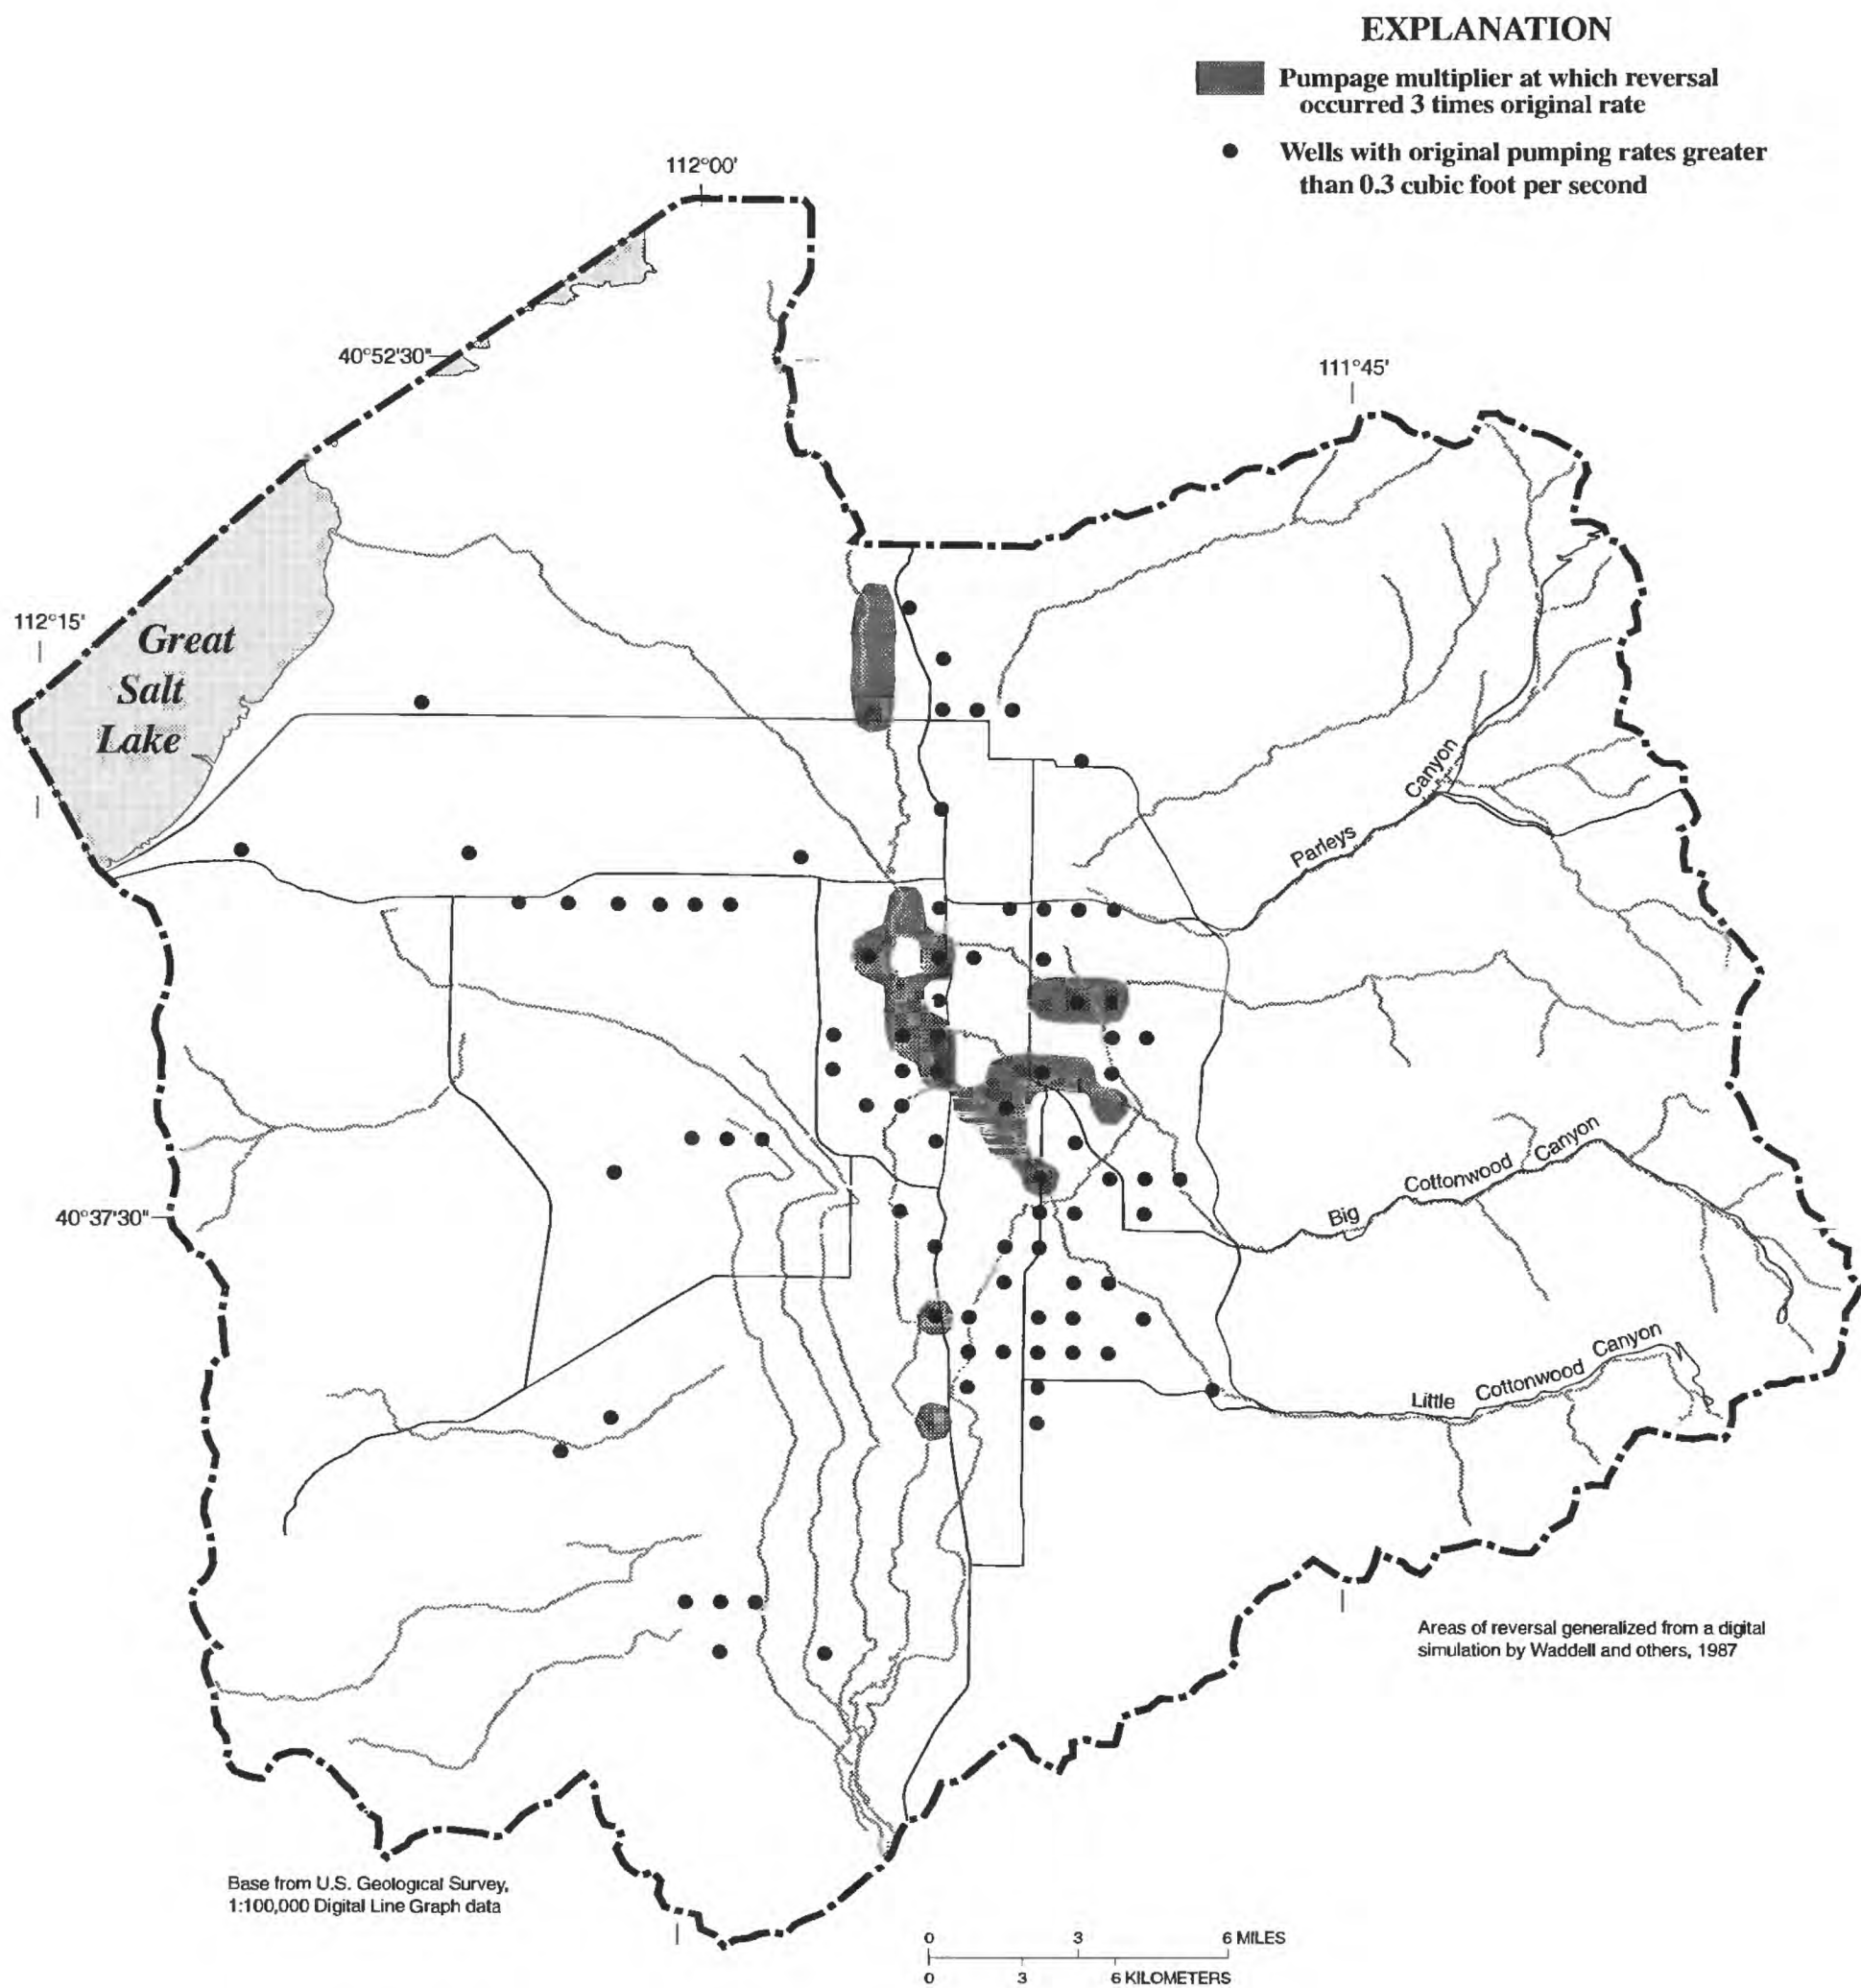 EXPLANATION
Pumpage multiplier at which reversal
occurred 3 times original rate
Wells with original pumping rates greater
than 0.3 cubic foot per second
112°00'
40°52'30"
111°45'
112°15'
Great
Salt
Lake
Parleys Canyon
Big Cottonwood Canyon
40°37'30"
Little Cottonwood Canyon
Areas of reversal generalized from a digital
simulation by Waddell and others, 1987
Base from U.S. Geological Survey,
1:100,000 Digital Line Graph data
0 3 6 MILES
0 3 6 KILOMETERS